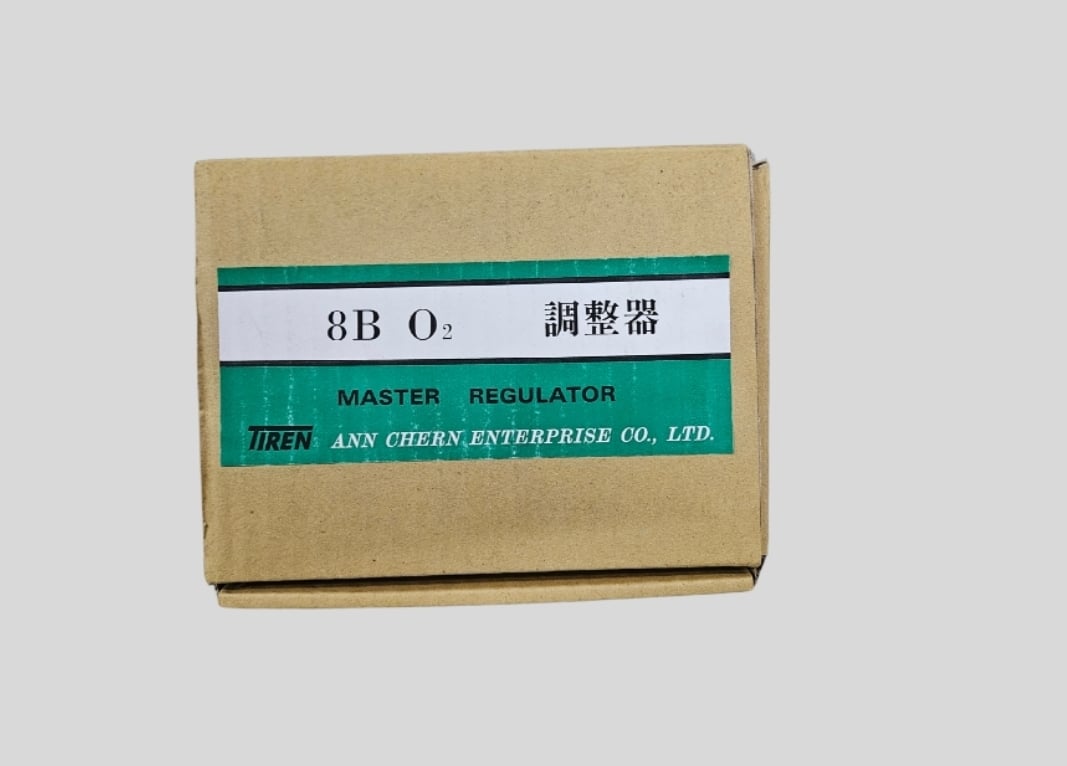 8B O₂ 調整器
MASTER REGULATOR
TIREN ANN CHERN ENTERPRISE CO., LTD.